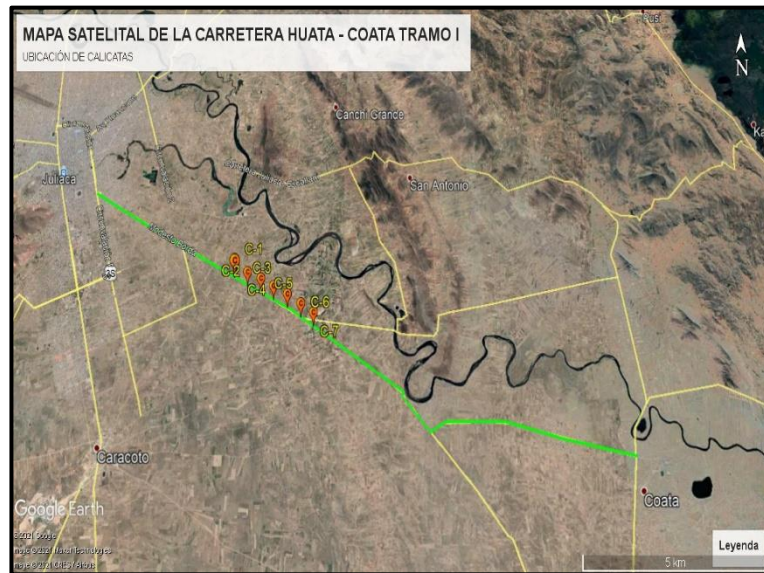 MAPA SATELITAL DE LA CARRETERA HUATA - COATA TRAMO I
UBICACIÓN DE CALICATAS
N
Canchi Grande
Juliaca
San Antonio
C-1
C-2
C-3
C-4
C-5
C-6
C-7
Caracoto
Coata
Google Earth
Leyenda
5 km